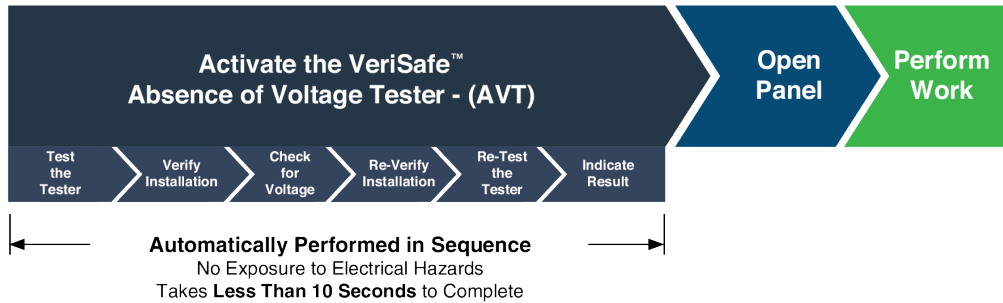 Activate the VeriSafe™
Absence of Voltage Tester - (AVT)
Open
Panel
Perform
Work
Test
the
Tester
Verify
Installation
Check
for
Voltage
Re-Verify
Installation
Re-Test
the
Tester
Indicate
Result
Automatically Performed in Sequence
No Exposure to Electrical Hazards
Takes Less Than 10 Seconds to Complete